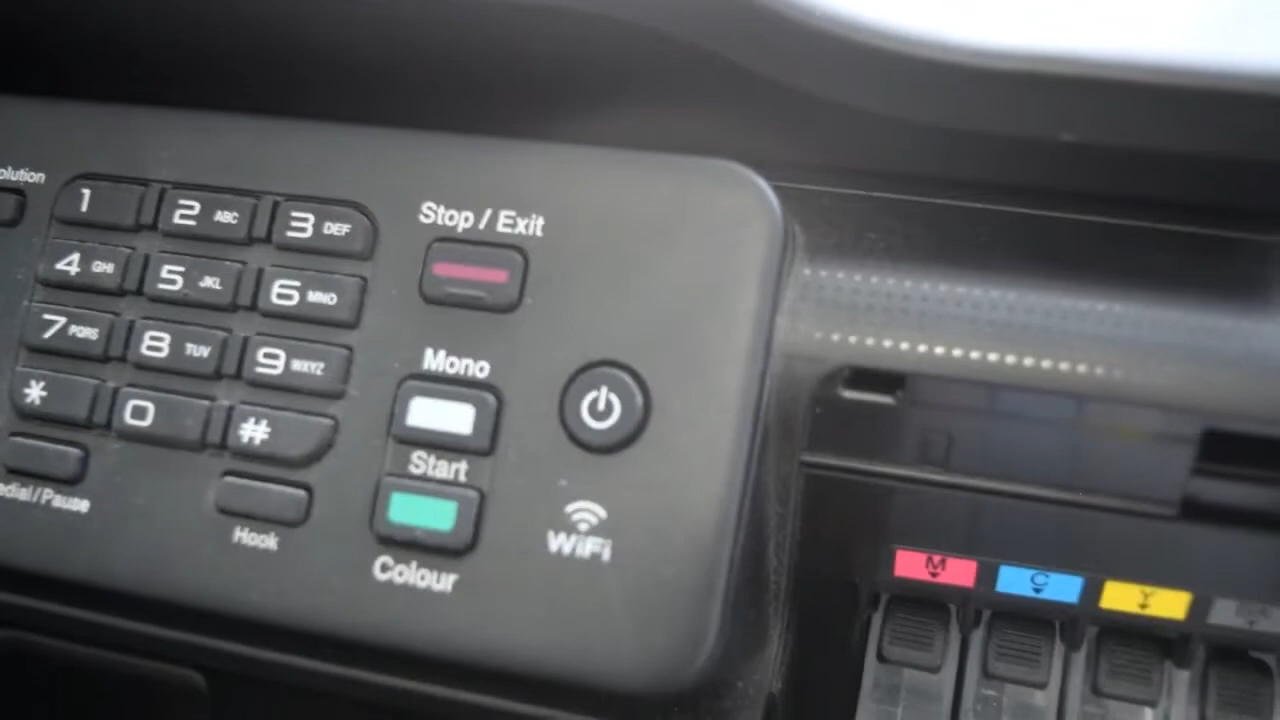 olution
1
2 ABC
3 DEF
Stop / Exit
4 GHI
5 JKL
6 MNO
7 PQRS
8 TUV
9 WXYZ
Mono
*
0
#
Start
edial / Pause
Hook
Colour
WiFi
M
C
Y